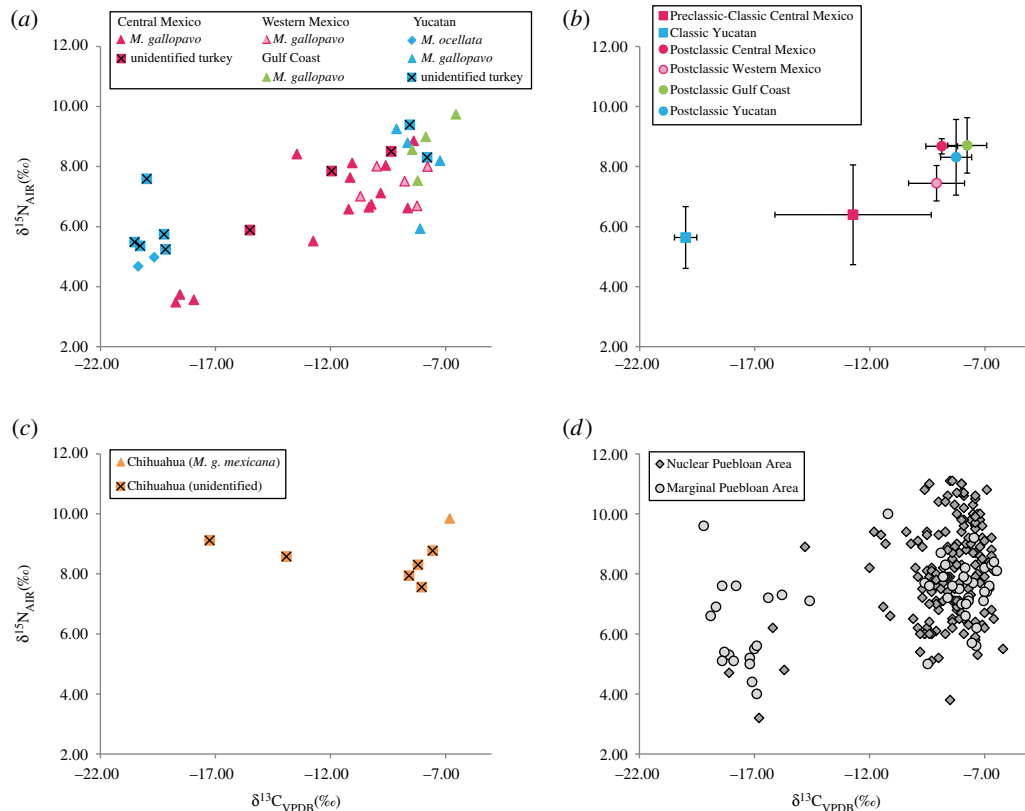 (a)
Central Mexico Western Mexico Yucatan
M. gallopavo M. gallopavo M. ocellata
unidentified turkey Gulf Coast M. gallopavo
M. gallopavo unidentified turkey
12.00
10.00
8.00
6.00
4.00
2.00
δ15NAIR(‰)
–22.00 –17.00 –12.00 –7.00
(b)
Preclassic-Classic Central Mexico
Classic Yucatan
Postclassic Central Mexico
Postclassic Western Mexico
Postclassic Gulf Coast
Postclassic Yucatan
12.00
10.00
8.00
6.00
4.00
2.00
–22.00 –17.00 –12.00 –7.00
(c)
Chihuahua (M. g. mexicana)
Chihuahua (unidentified)
12.00
10.00
8.00
6.00
4.00
2.00
δ15NAIR(‰)
–22.00 –17.00 –12.00 –7.00
δ13CVPDB(‰)
(d)
Nuclear Puebloan Area
Marginal Puebloan Area
12.00
10.00
8.00
6.00
4.00
2.00
–22.00 –17.00 –12.00 –7.00
δ13CVPDB(‰)